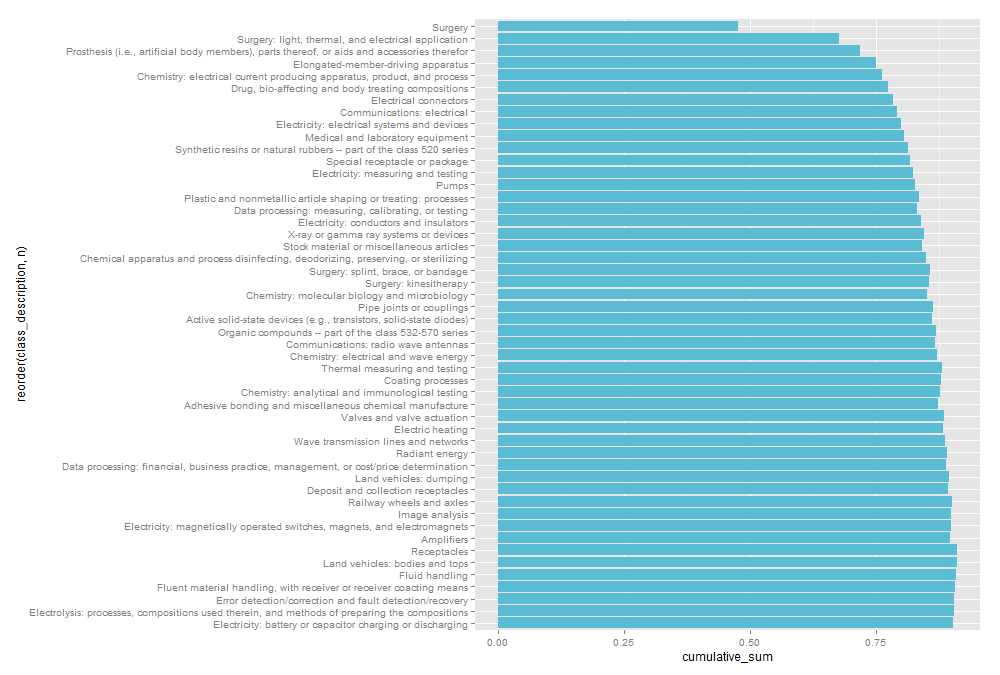 Surgery
Surgery: light, thermal, and electrical application
Prosthesis (i.e., artificial body members), parts thereof, or aids and accessories therefor
Elongated-member-driving apparatus
Chemistry: electrical current producing apparatus, product, and process
Drug, bio-affecting and body treating compositions
Electrical connectors
Communications: electrical
Electricity: electrical systems and devices
Medical and laboratory equipment
Synthetic resins or natural rubbers -- part of the class 520 series
Special receptacle or package
Electricity: measuring and testing
Pumps
Plastic and nonmetallic article shaping or treating: processes
Data processing: measuring, calibrating, or testing
Electricity: conductors and insulators
X-ray or gamma ray systems or devices
Stock material or miscellaneous articles
Chemical apparatus and process disinfecting, deodorizing, preserving, or sterilizing
Surgery: splint, brace, or bandage
Surgery: kinesitherapy
Chemistry: molecular biology and microbiology
Pipe joints or couplings
Active solid-state devices (e.g., transistors, solid-state diodes)
Organic compounds -- part of the class 532-570 series
Communications: radio wave antennas
Chemistry: electrical and wave energy
Thermal measuring and testing
Coating processes
Chemistry: analytical and immunological testing
Adhesive bonding and miscellaneous chemical manufacture
Valves and valve actuation
Electric heating
Wave transmission lines and networks
Radiant energy
Data processing: financial, business practice, management, or cost/price determination
Land vehicles: dumping
Deposit and collection receptacles
Railway wheels and axles
Image analysis
Electricity: magnetically operated switches, magnets, and electromagnets
Amplifiers
Receptacles
Land vehicles: bodies and tops
Fluid handling
Fluent material handling, with receiver or receiver coacting means
Error detection/correction and fault detection/recovery
Electrolysis: processes, compositions used therein, and methods of preparing the compositions
Electricity: battery or capacitor charging or discharging
reorder(class_description, n)
0.00 0.25 0.50 0.75
cumulative_sum